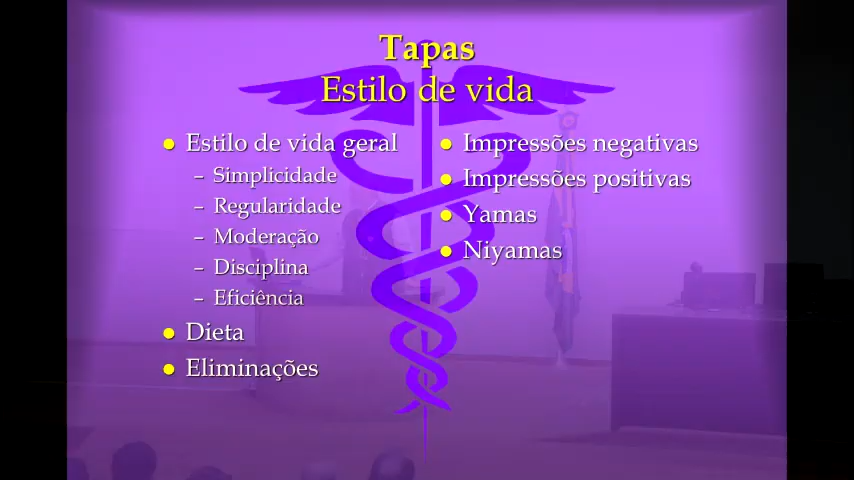 Tapas
Estilo de vida
● Estilo de vida geral
– Simplicidade
– Regularidade
– Moderação
– Disciplina
– Eficiência
● Dieta
● Eliminações
● Impressões negativas
● Impressões positivas
● Yamas
● Niyamas